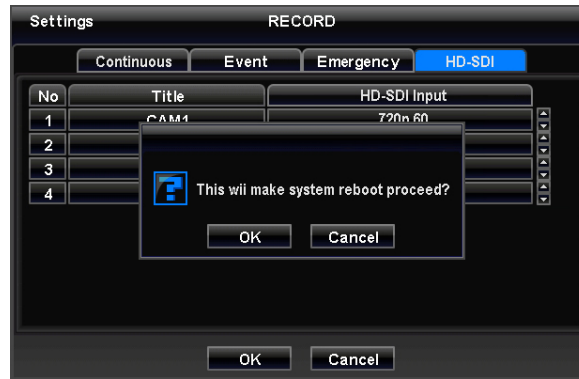 Settings RECORD
Continuous Event Emergency HD-SDI
No Title HD-SDI Input
1 CAM1 720p 60
2
3
4
This wii make system reboot proceed?
OK Cancel
OK Cancel